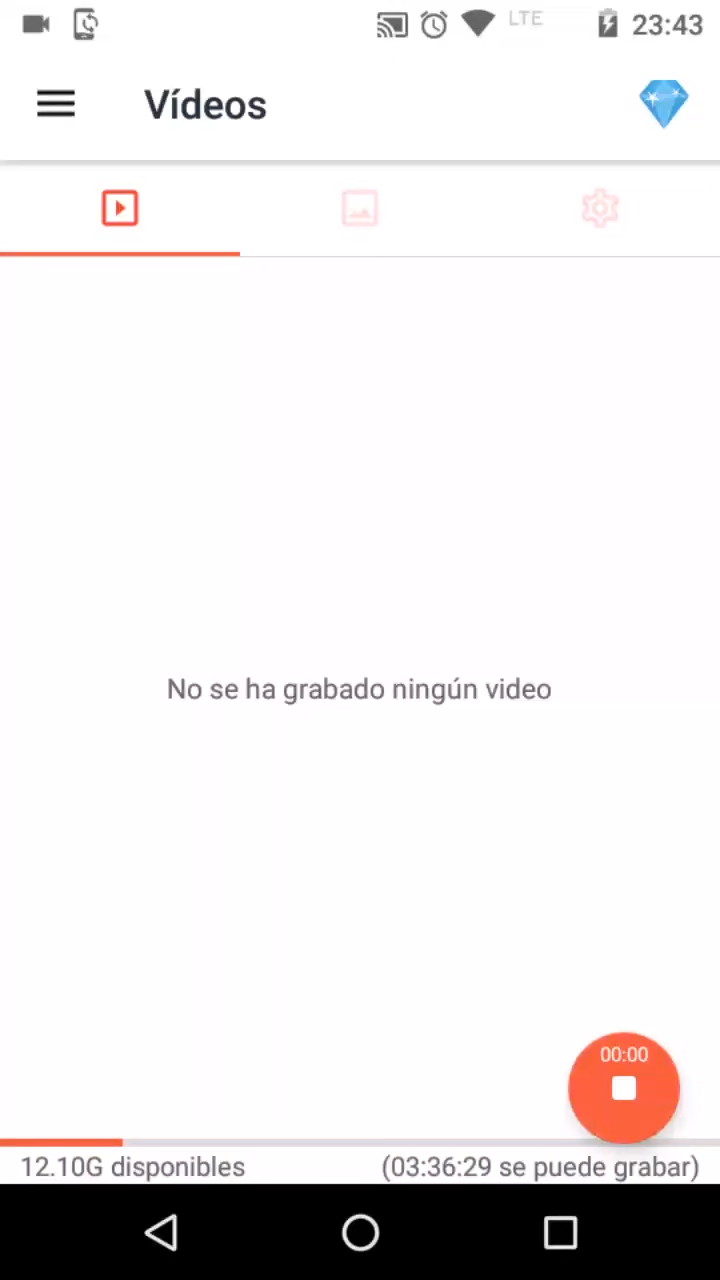 LTE
23:43
Vídeos
No se ha grabado ningún video
00:00
12.10G disponibles
(03:36:29 se puede grabar)